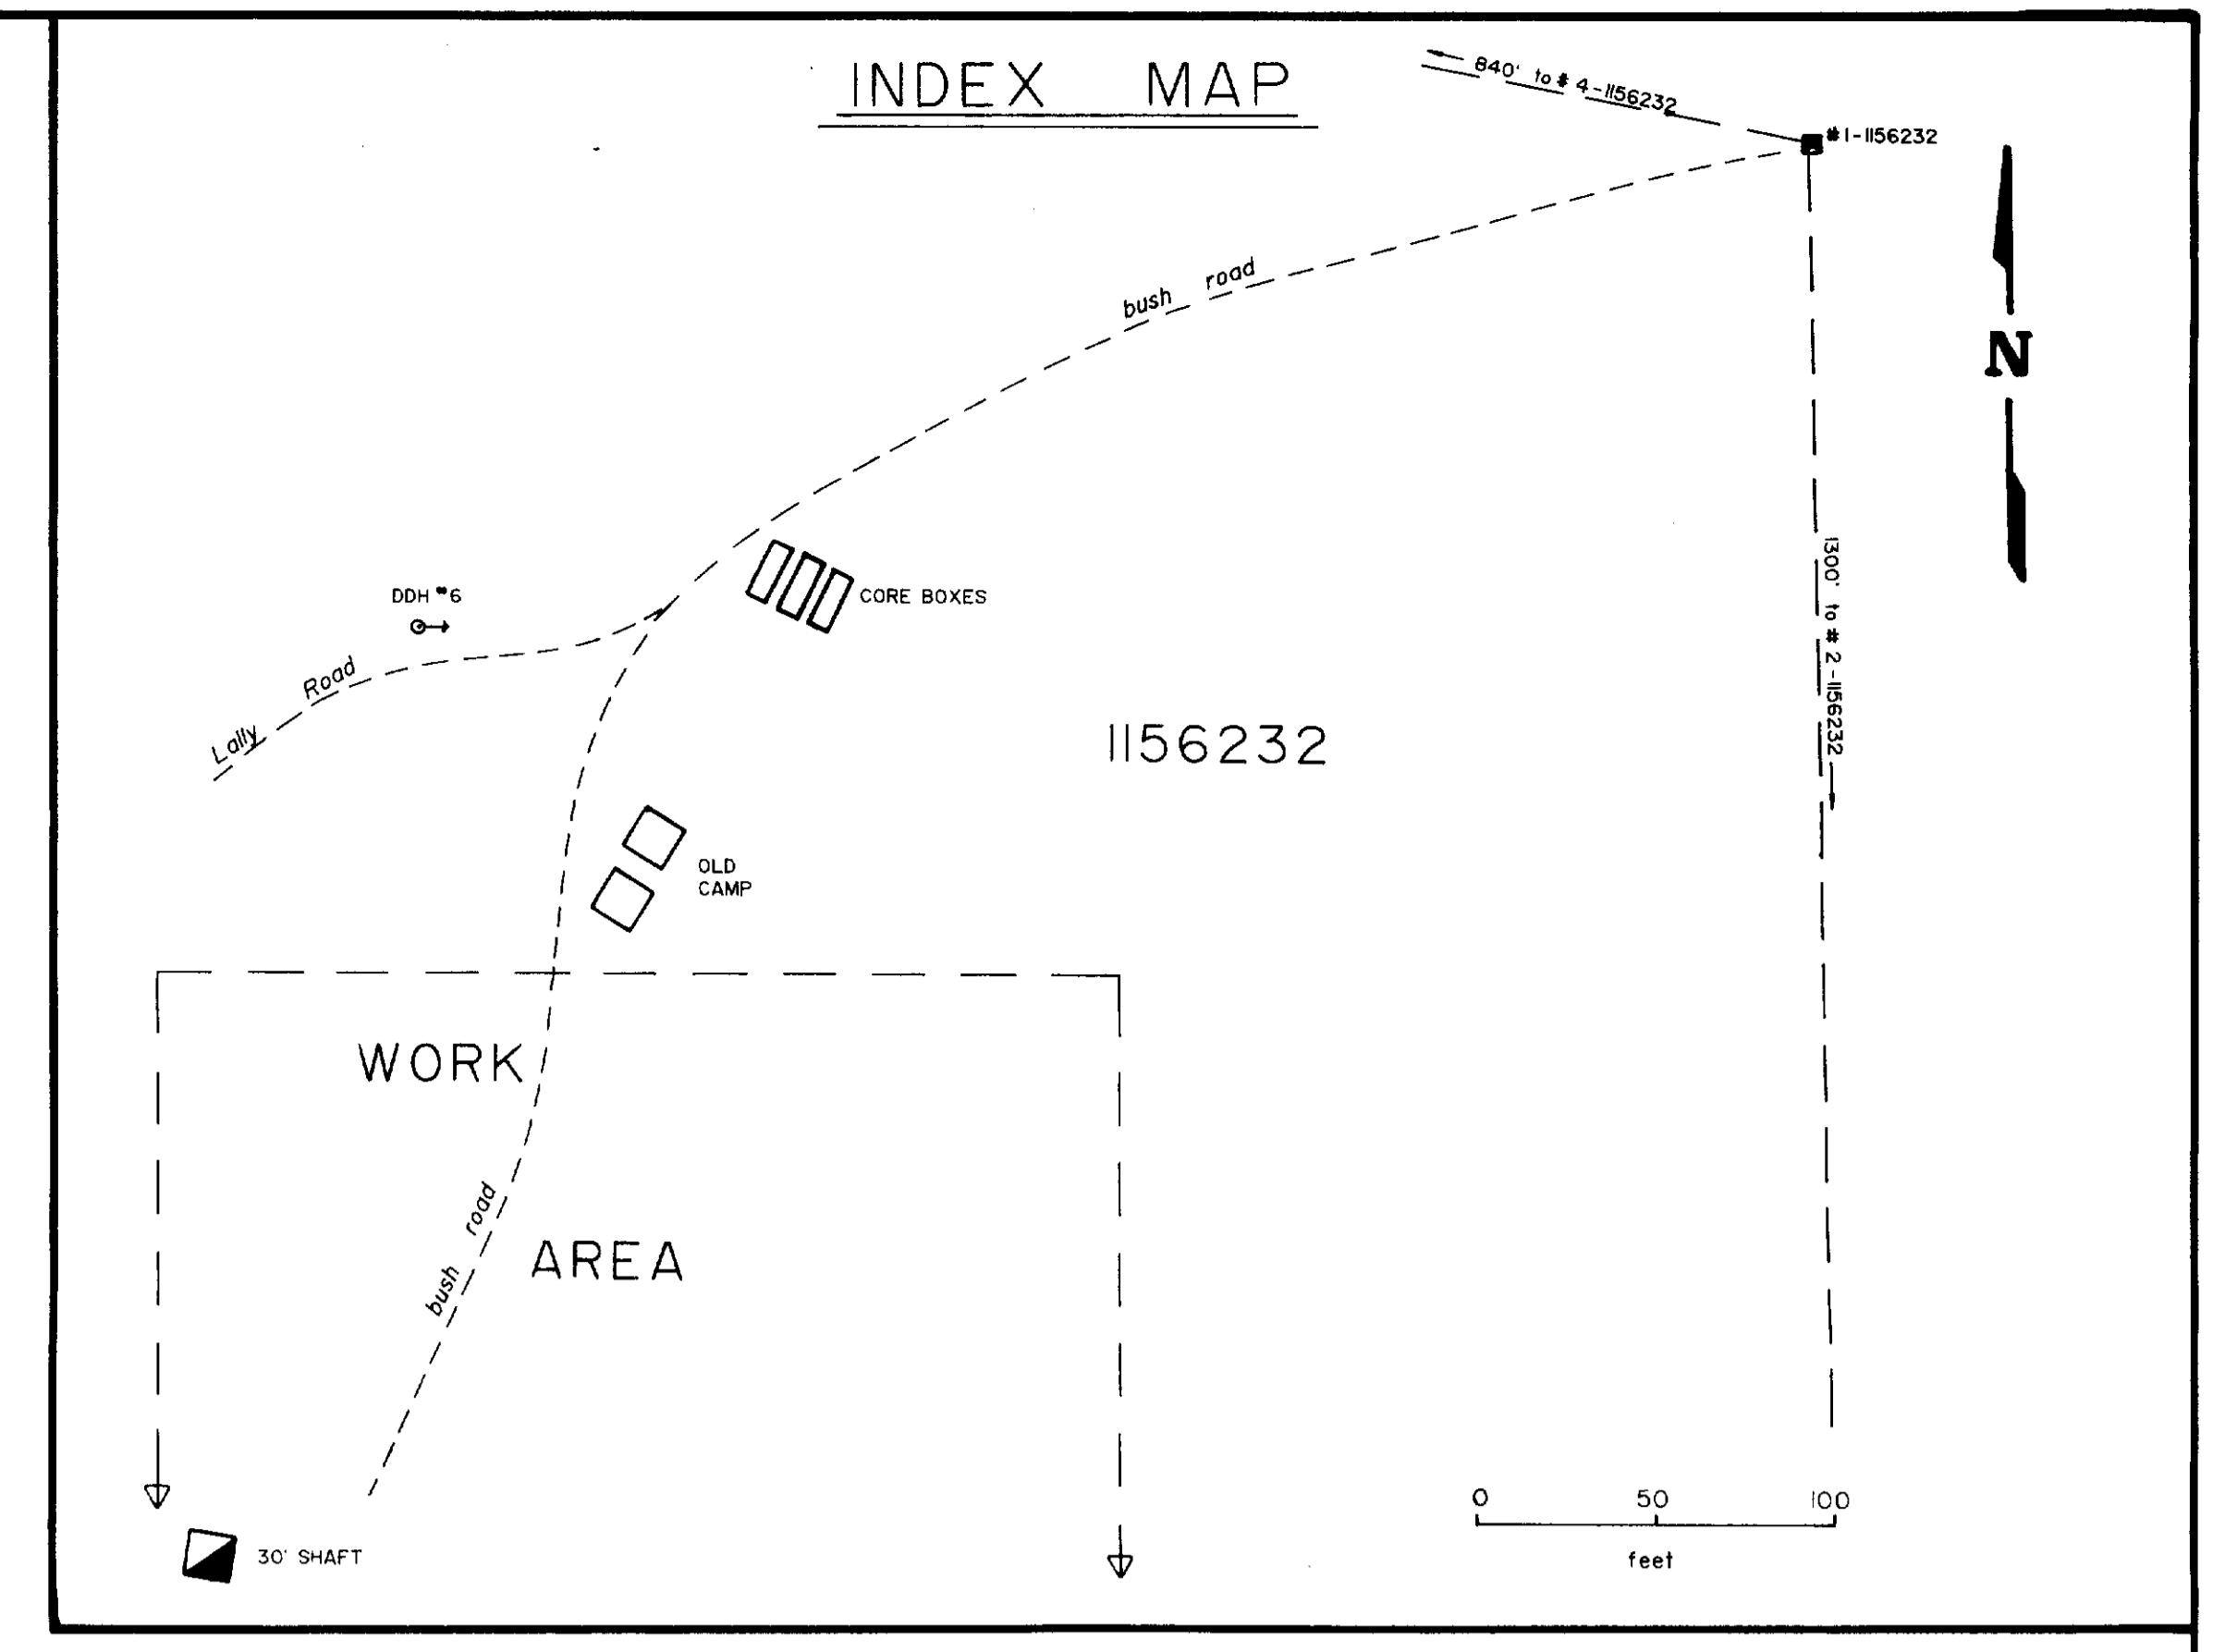 INDEX MAP
840' to # 4-1156232
#1-1156232
bush road
N
1300' to # 2-1156232
DDH #6
CORE BOXES
Lally Road
1156232
OLD
CAMP
WORK
AREA
bush road
0 50 100
feet
30' SHAFT